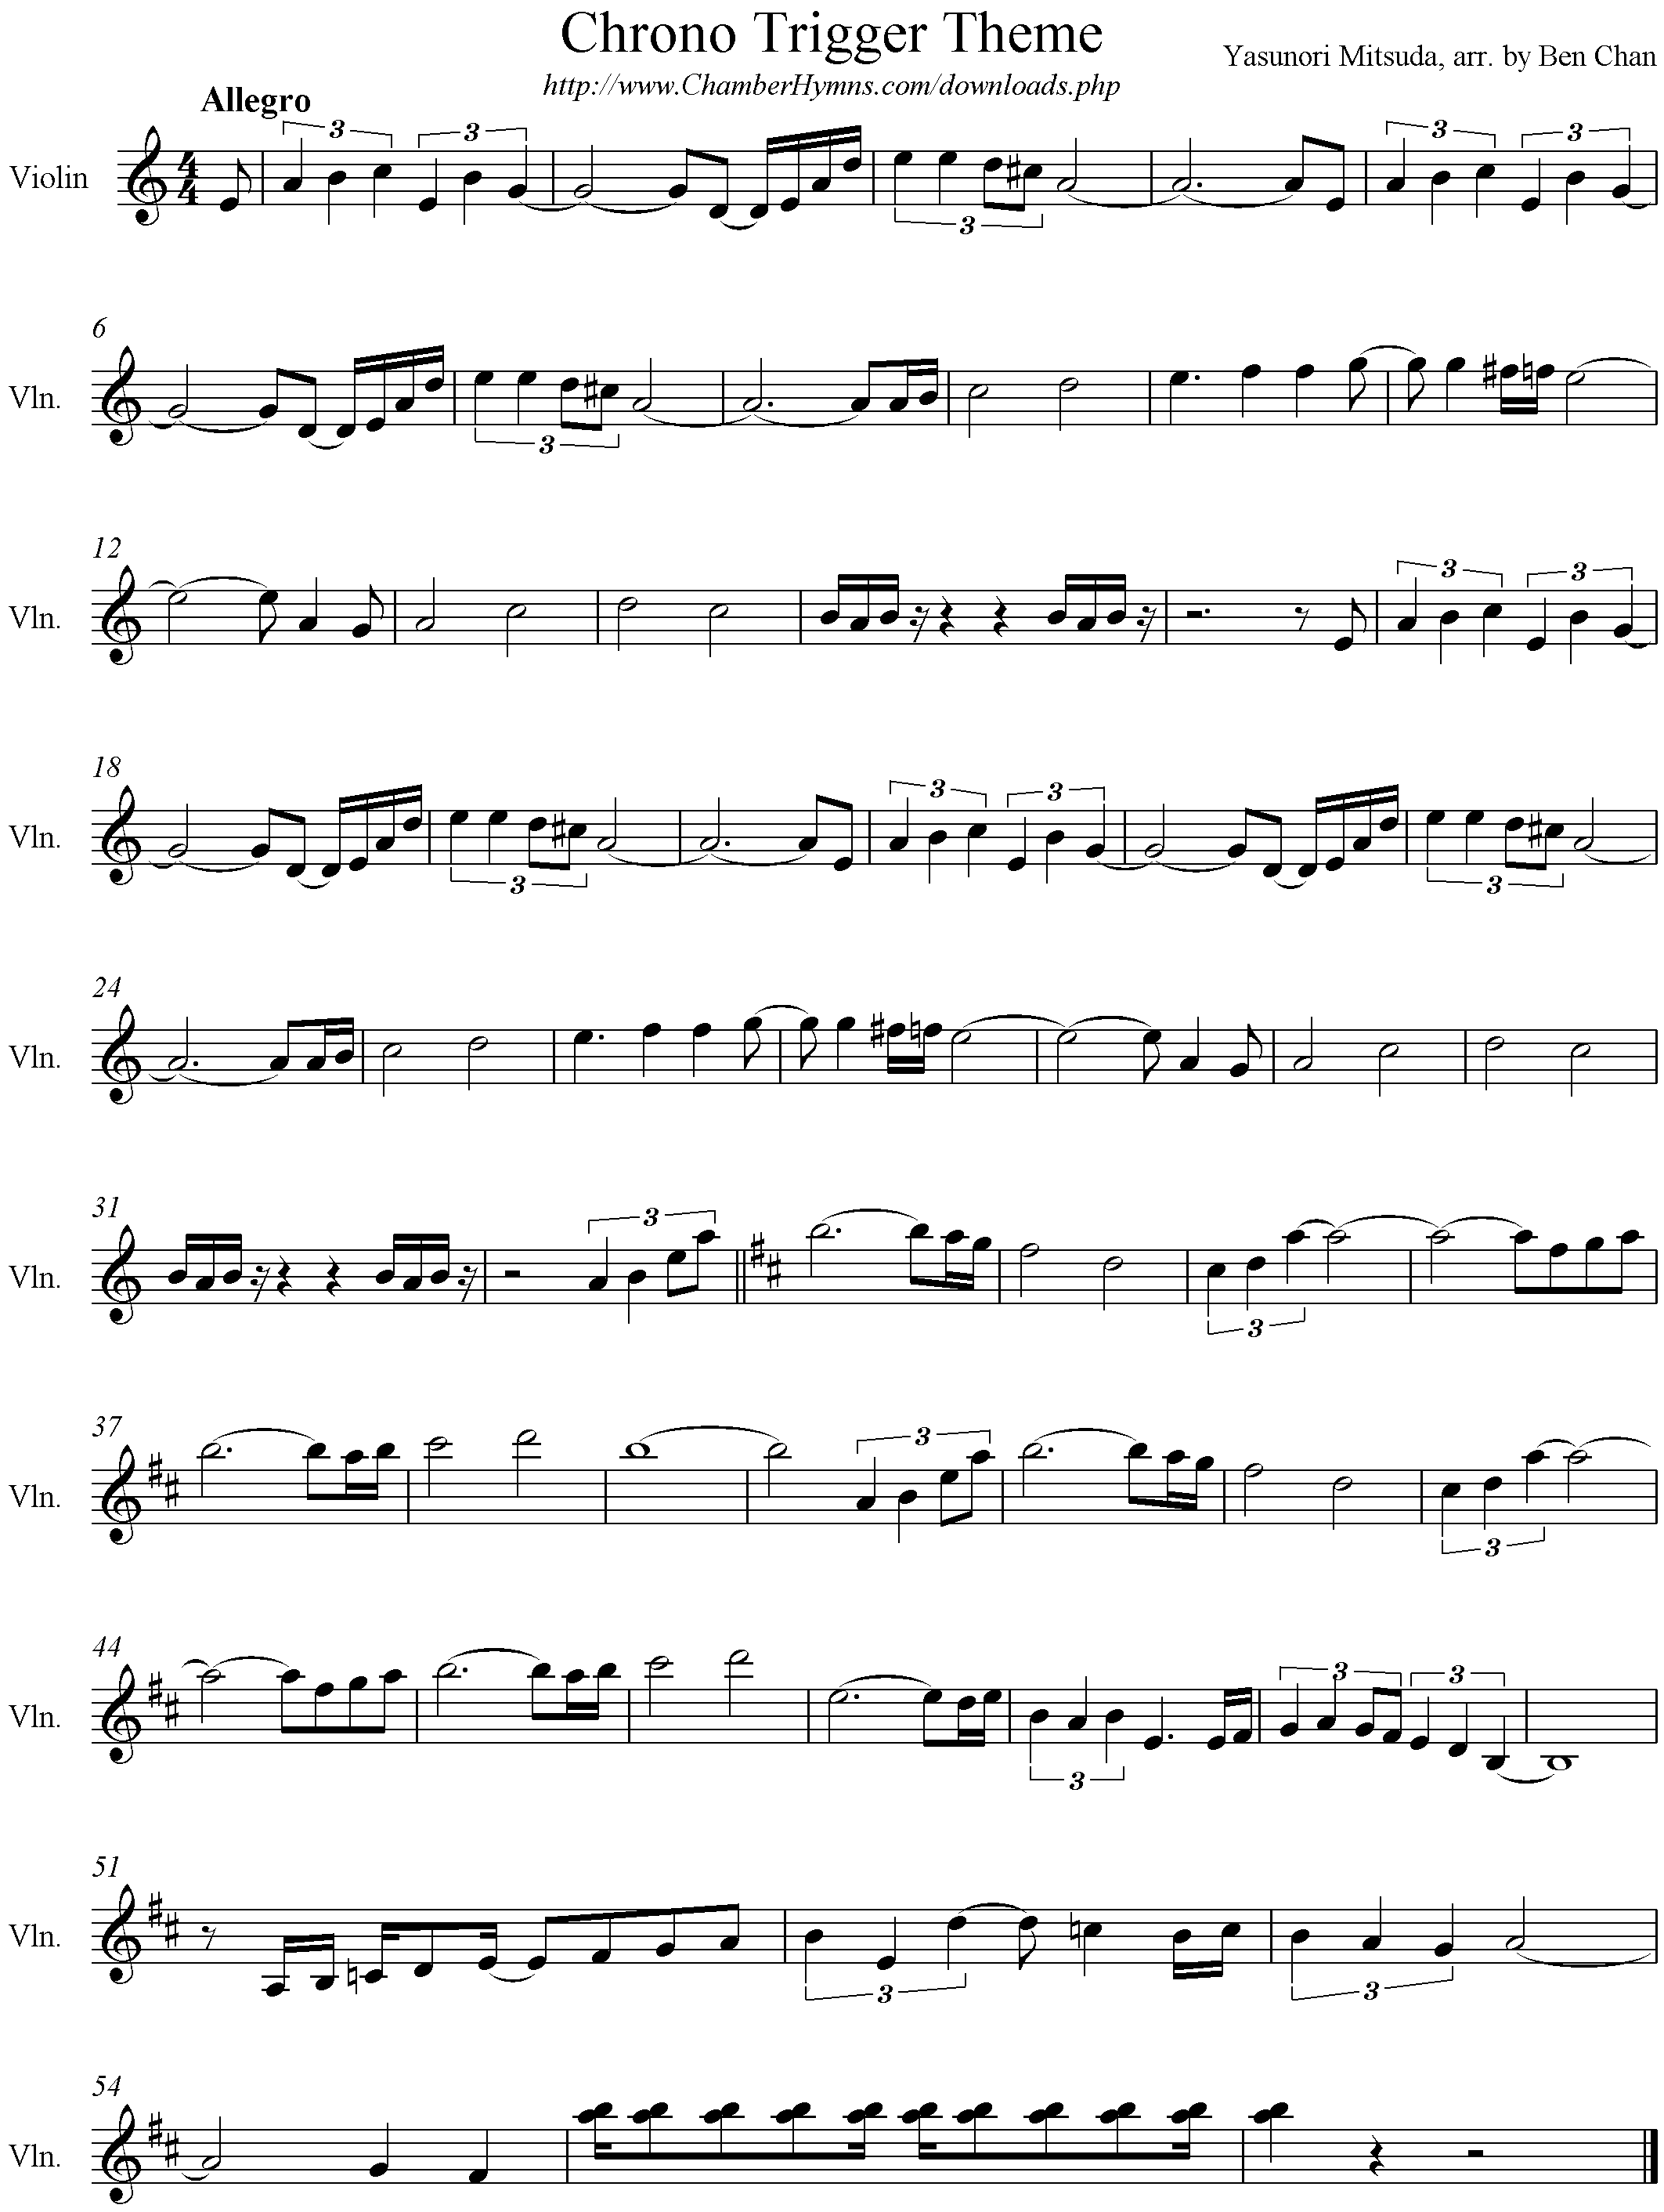 Chrono Trigger Theme
Yasunori Mitsuda, arr. by Ben Chan
http://www.ChamberHymns.com/downloads.php
Allegro
Violin 4 4 3 3 3 3 3
6
Vln. 3
12
Vln. 3 3
18
Vln. 3 3 3 3
24
Vln.
31
Vln. 3 3
37
Vln. 3 3
44
Vln. 3 3 3
51
Vln. 3 3
54
Vln.